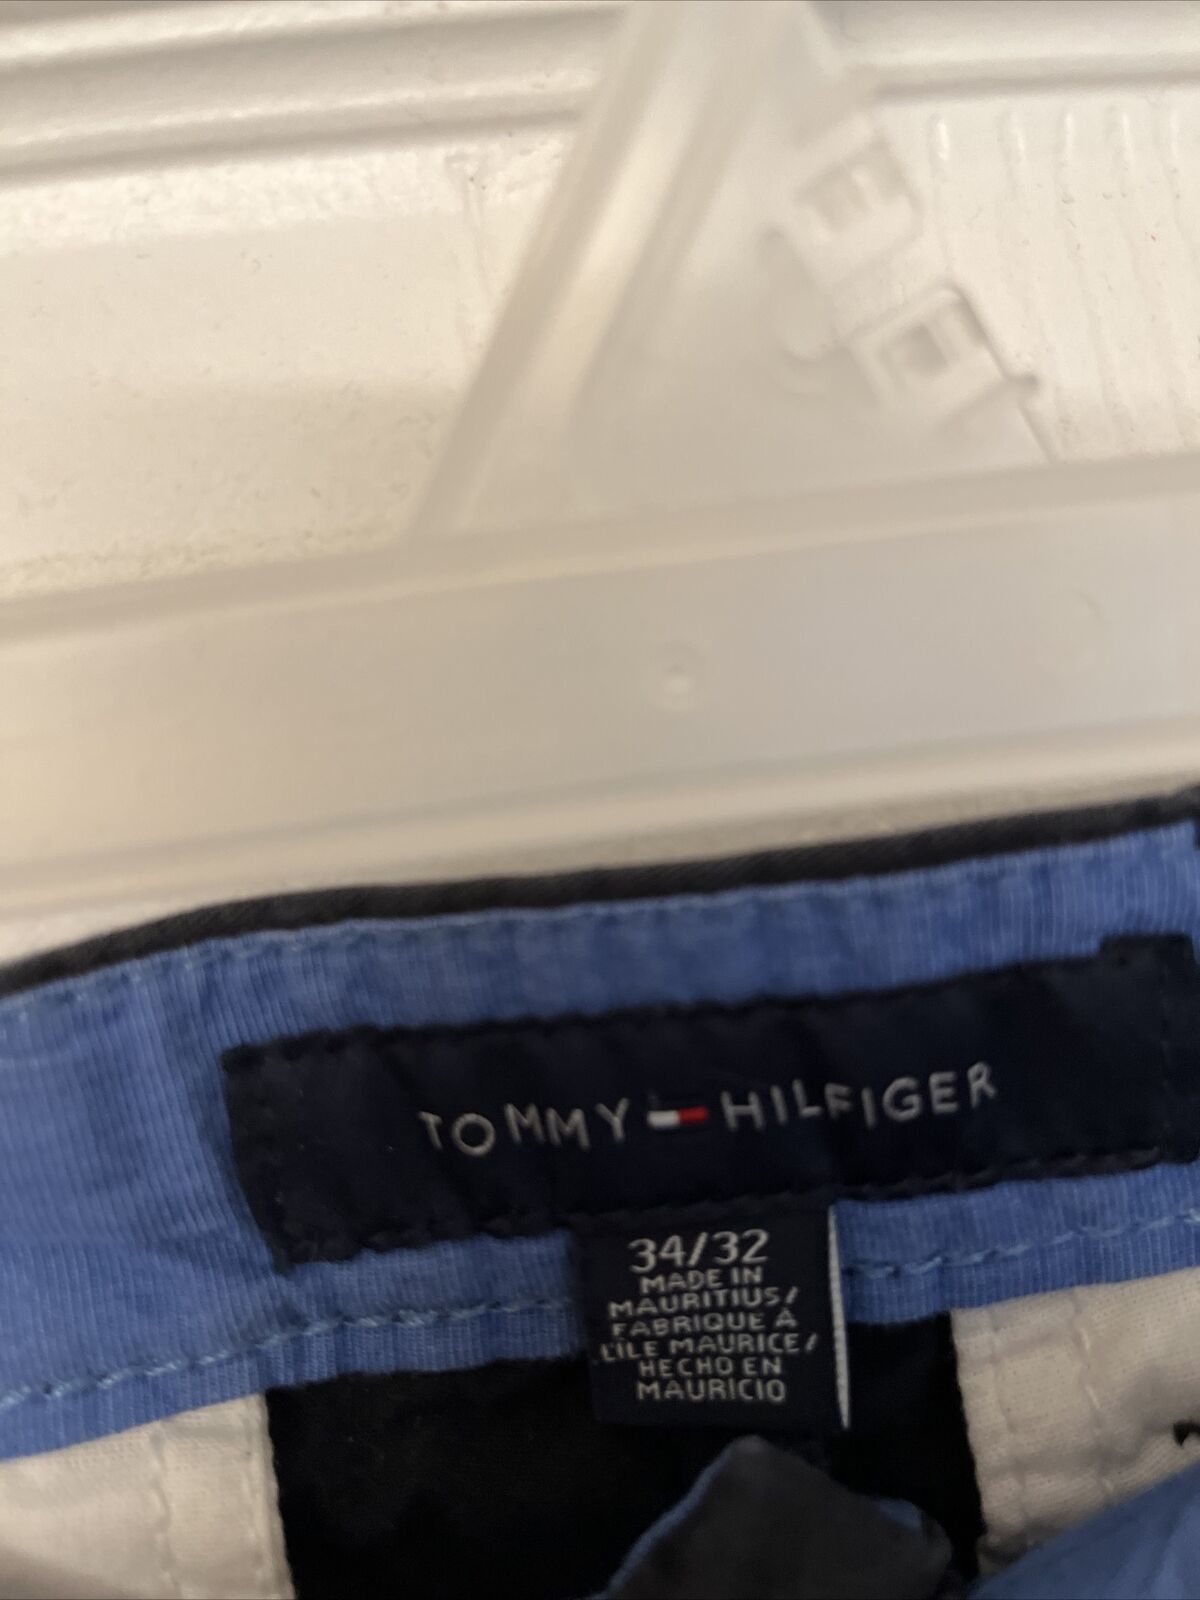 TOMMY HILFIGER
34/32
MADE IN
MAURITIUS/
FABRIQUE À
L'ILE MAURICE/
HECHO EN
MAURICIO